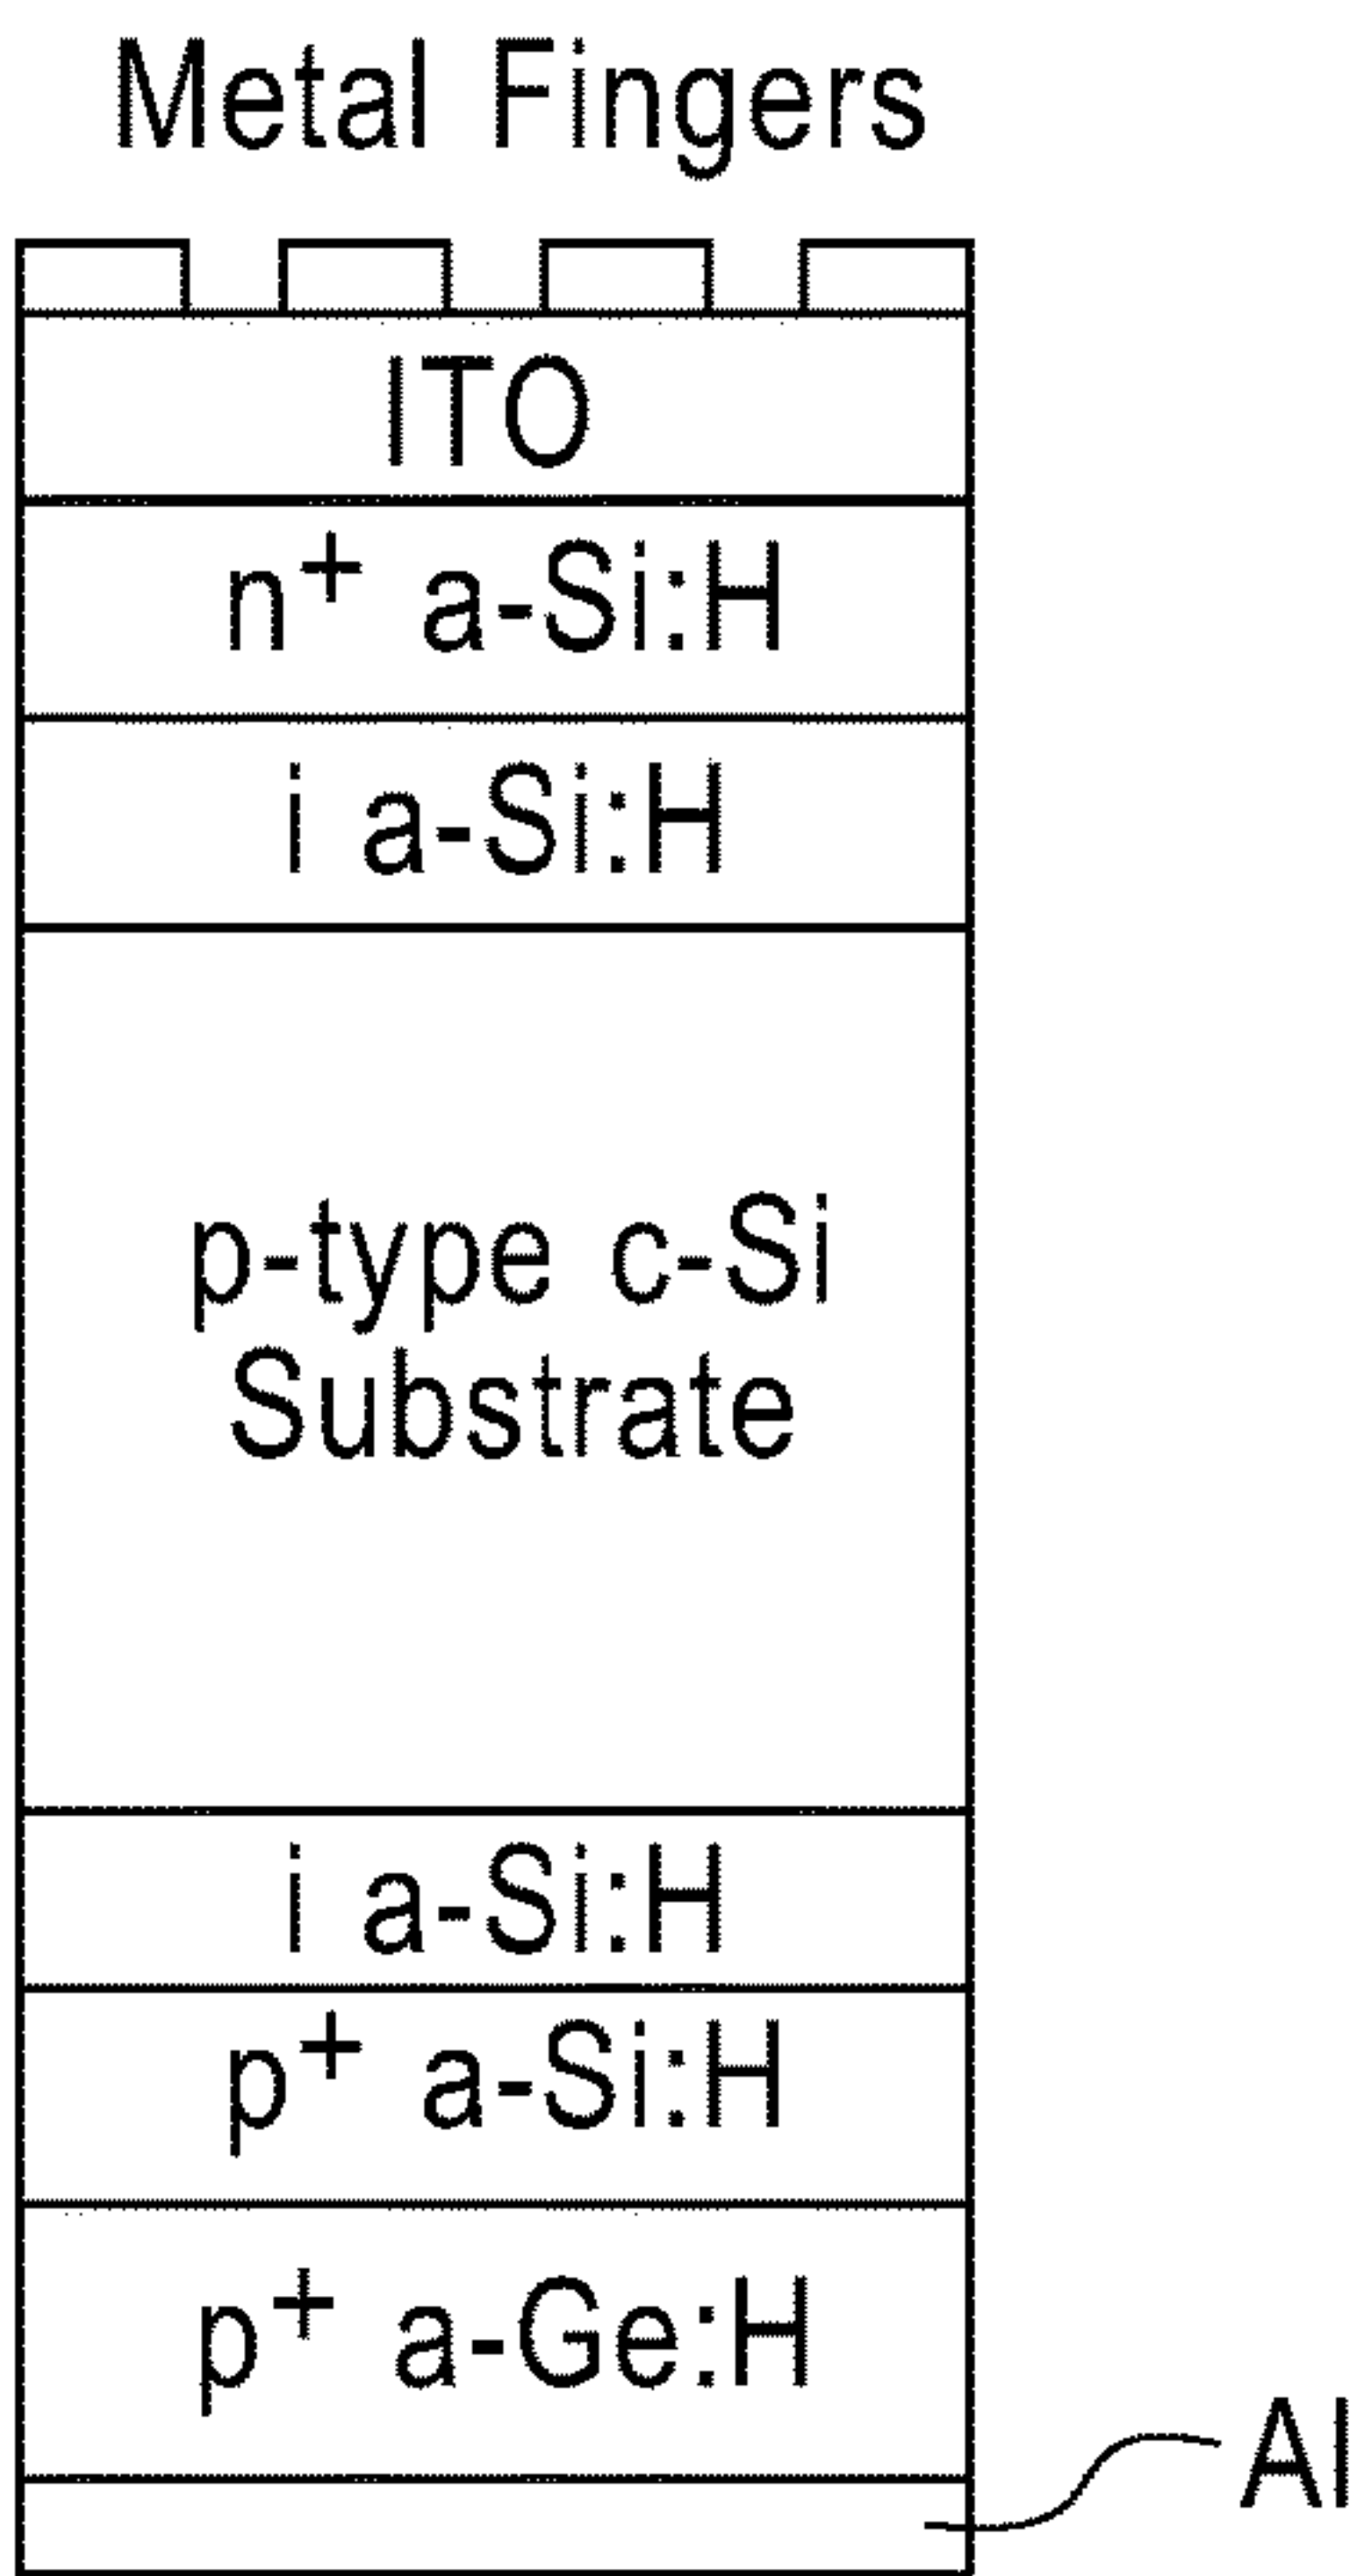 Metal Fingers
ITO
n⁺ a-Si:H
i a-Si:H
p-type c-Si
Substrate
i a-Si:H
p⁺ a-Si:H
p⁺ a-Ge:H
Al